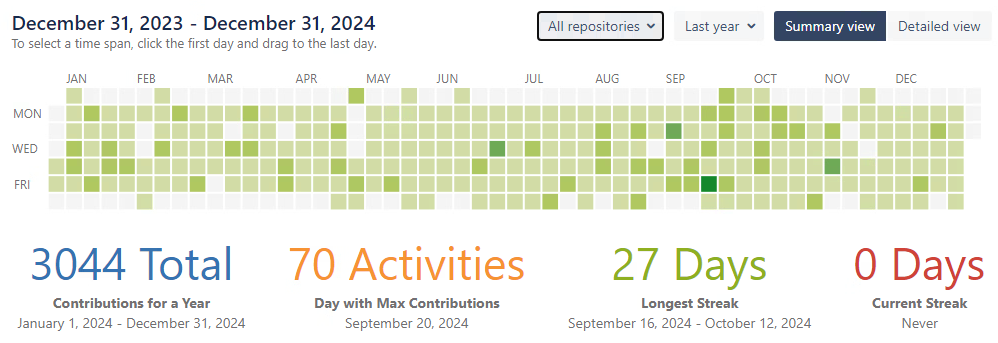 December 31, 2023 - December 31, 2024
To select a time span, click the first day and drag to the last day.
All repositories
Last year
Summary view
Detailed view
JAN FEB MAR APR MAY JUN JUL AUG SEP OCT NOV DEC
MON
WED
FRI
3044 Total
Contributions for a Year
January 1, 2024 - December 31, 2024
70 Activities
Day with Max Contributions
September 20, 2024
27 Days
Longest Streak
September 16, 2024 - October 12, 2024
0 Days
Current Streak
Never